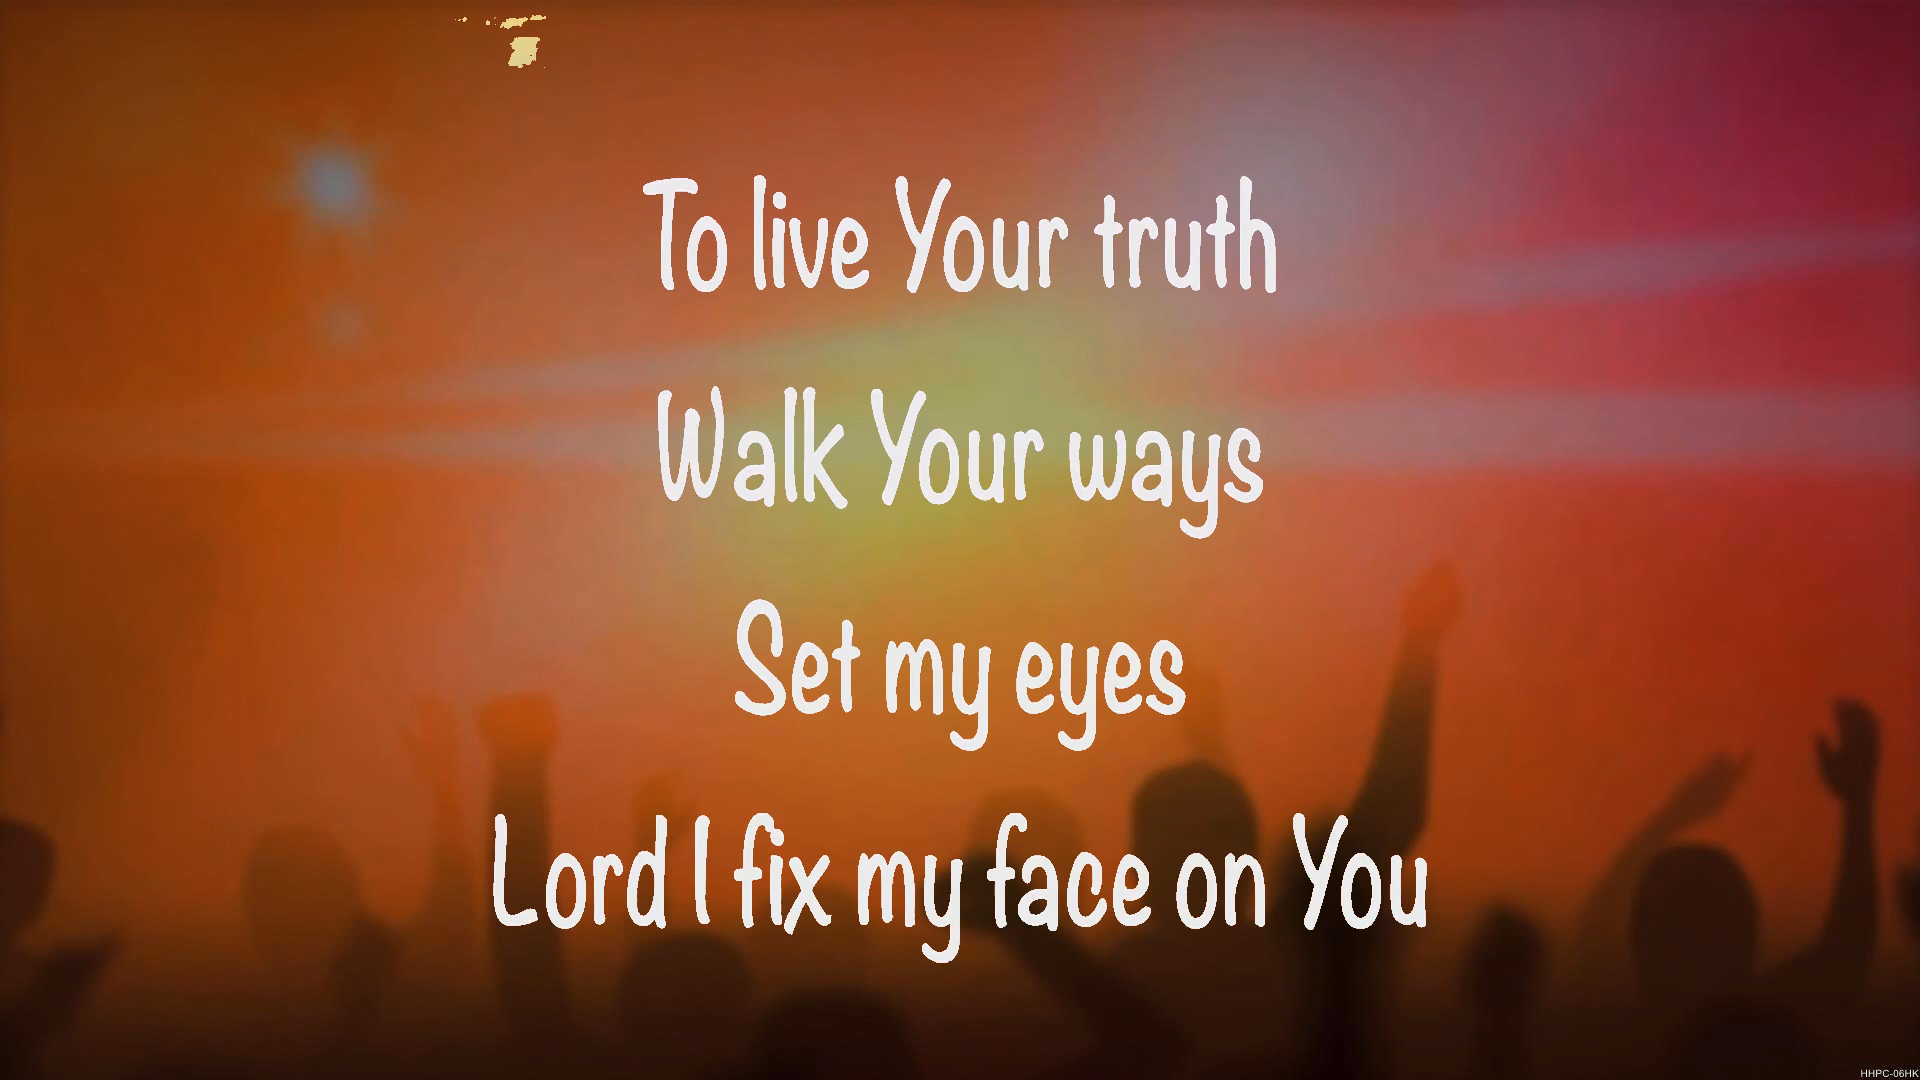 To live Your truth
Walk Your ways
Set my eyes
Lord I fix my face on You
HHPC-06HK